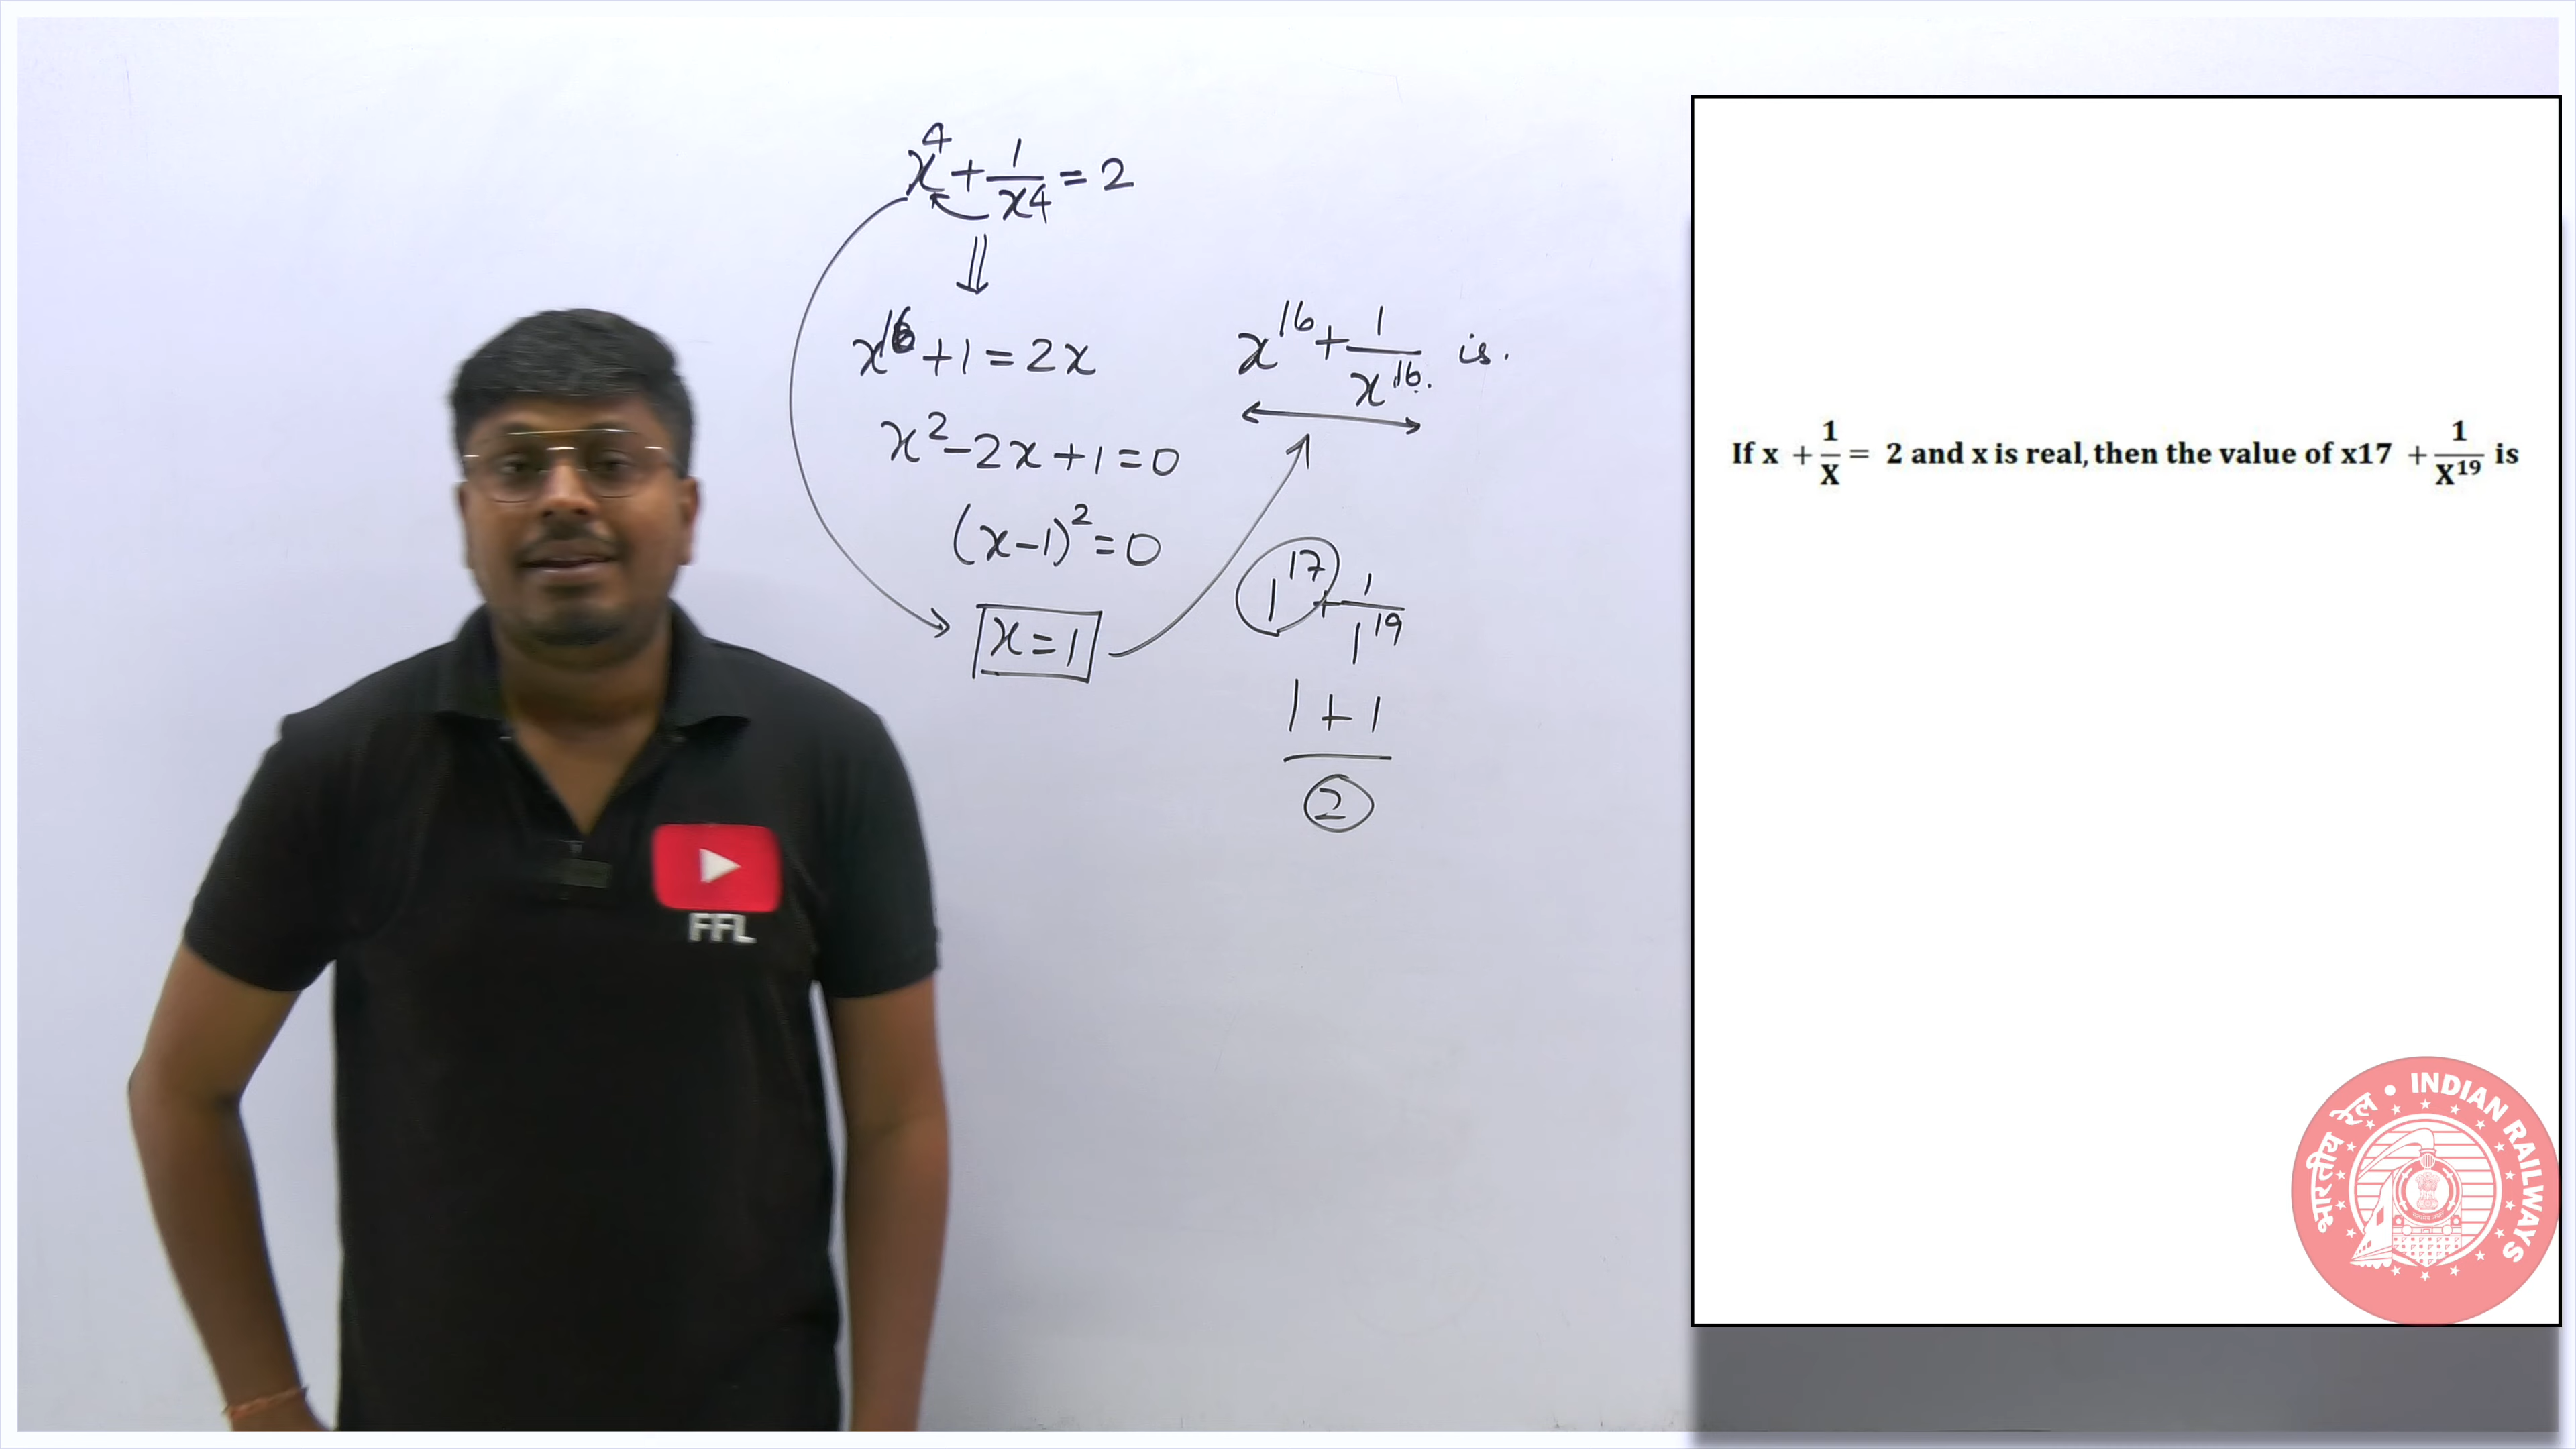 x⁴ + 1/x4 = 2
x¹⁶ + 1 = 2x
x² - 2x + 1 = 0
(x-1)² = 0
x = 1
x¹⁶ + 1/x¹⁶. is.
1¹⁷ + 1/1¹⁹
1 + 1
2
FFL
If x + 1/X = 2 and x is real, then the value of x17 + 1/X¹⁹ is
भारतीय रेल • INDIAN RAILWAYS